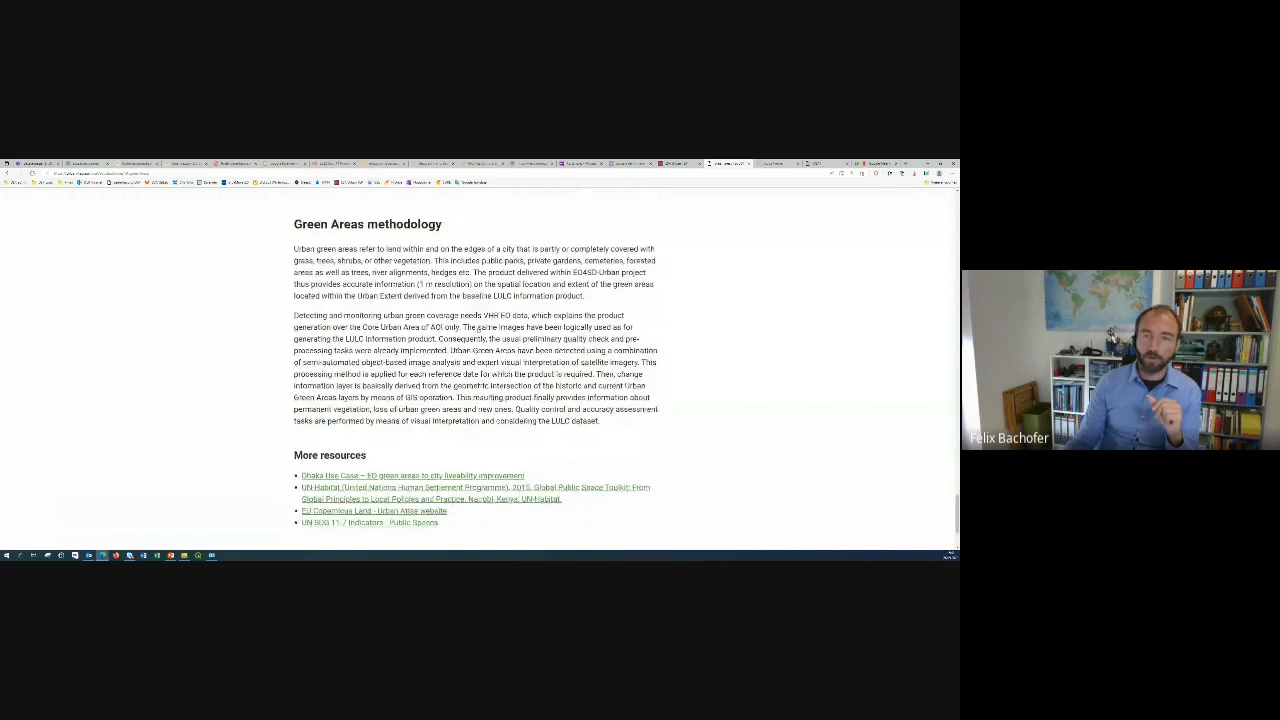 Green Areas methodology
Urban green areas refer to land within and on the edges of a city that is partly or completely covered with
grass, trees, shrubs, or other vegetation. This includes public parks, private gardens, cemeteries, forested
areas as well as trees, river alignments, hedges etc. The product delivered within EO4SD-Urban project
thus provides accurate information (1 m resolution) on the spatial location and extent of the green areas
located within the Urban Extent derived from the baseline LULC information product.
Detecting and monitoring urban green coverage needs VHR EO data, which explains the product
generation over the Core Urban Area of AOI only. The same images have been logically used as for
generating the LULC information product. Consequently, the usual preliminary quality check and pre-
processing tasks were already implemented. Urban Green Areas have been detected using a combination
of semi-automated object-based image analysis and expert visual interpretation of satellite imagery. This
processing method is applied for each reference date for which the product is required. Then, change
information layer is basically derived from the geometric intersection of the historic and current Urban
Green Areas layers by means of GIS-operation. This resulting product finally provides information about
permanent vegetation, loss of urban green areas and new ones. Quality control and accuracy assessment
tasks are performed by means of visual interpretation and considering the LULC dataset.
More resources
Dhaka Use Case – EO green areas to city liveability improvement
UN-Habitat (United Nations Human Settlement Programme), 2015. Global Public Space Toolkit: From
Global Principles to Local Policies and Practice. Nairobi, Kenya: UN-Habitat.
EU Copernicus Land - Urban Atlas website
UN SDG 11.7 Indicators - Public Spaces
Felix Bachofer